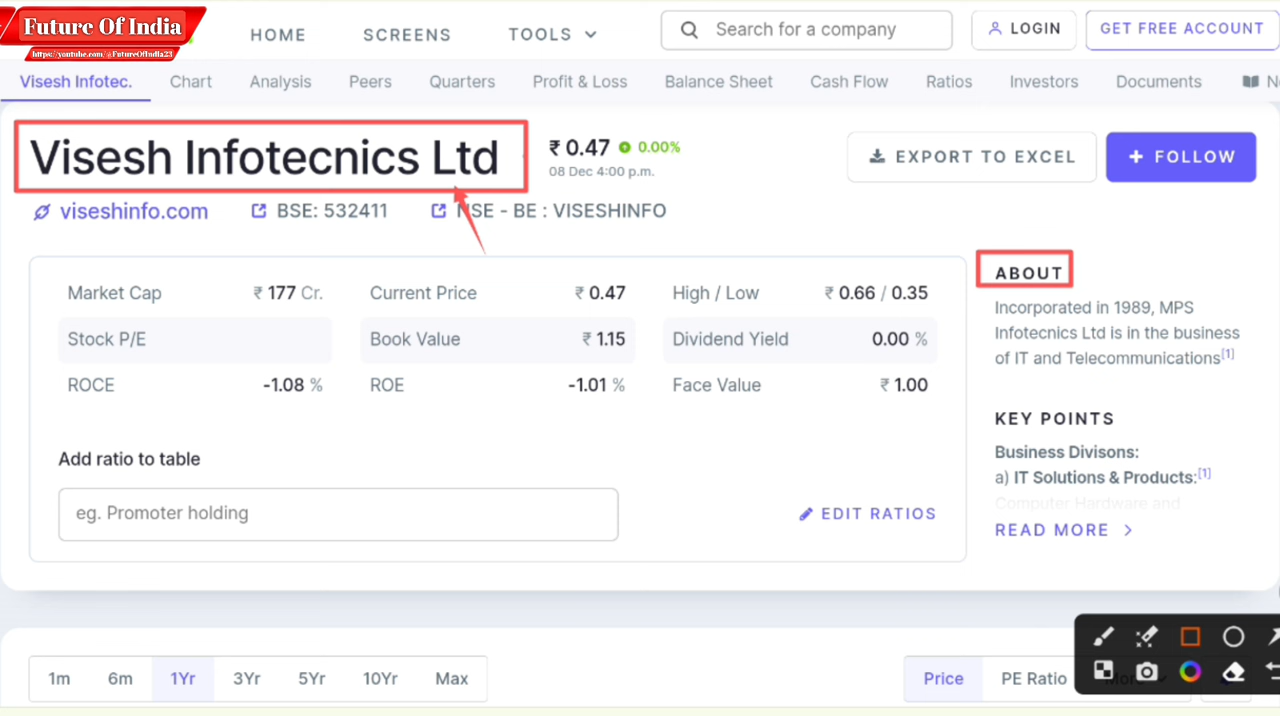 Future Of India
https://youtube.com/@FutureOfIndia23
HOME SCREENS TOOLS Search for a company LOGIN GET FREE ACCOUNT
Visesh Infotec. Chart Analysis Peers Quarters Profit & Loss Balance Sheet Cash Flow Ratios Investors Documents
Visesh Infotecnics Ltd ₹ 0.47 0.00%
08 Dec 4:00 p.m.
EXPORT TO EXCEL + FOLLOW
viseshinfo.com BSE: 532411 NSE - BE : VISESHINFO
Market Cap ₹ 177 Cr. Current Price ₹ 0.47 High / Low ₹ 0.66 / 0.35
Stock P/E Book Value ₹ 1.15 Dividend Yield 0.00 %
ROCE -1.08 % ROE -1.01 % Face Value ₹ 1.00
Add ratio to table
eg. Promoter holding EDIT RATIOS
ABOUT
Incorporated in 1989, MPS
Infotecnics Ltd is in the business
of IT and Telecommunications[1]
KEY POINTS
Business Divisons:
a) IT Solutions & Products:[1]
Computer Hardware and
READ MORE
1m 6m 1Yr 3Yr 5Yr 10Yr Max Price PE Ratio More